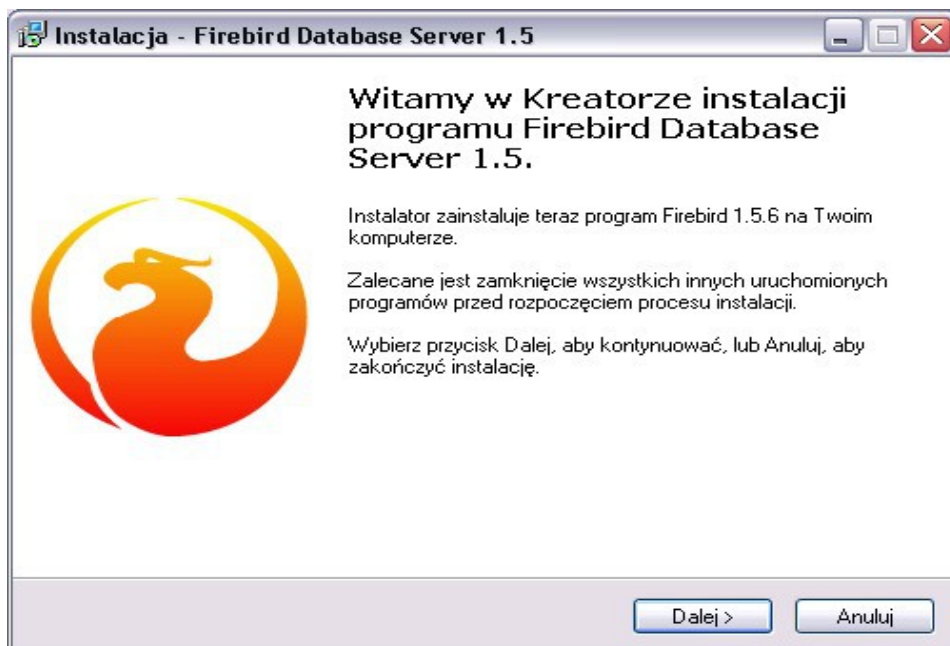 Instalacja - Firebird Database Server 1.5
Witamy w Kreatorze instalacji
programu Firebird Database
Server 1.5.
Instalator zainstaluje teraz program Firebird 1.5.6 na Twoim
komputerze.
Zalecane jest zamknięcie wszystkich innych uruchomionych
programów przed rozpoczęciem procesu instalacji.
Wybierz przycisk Dalej, aby kontynuować, lub Anuluj, aby
zakończyć instalację.
Dalej > Anuluj